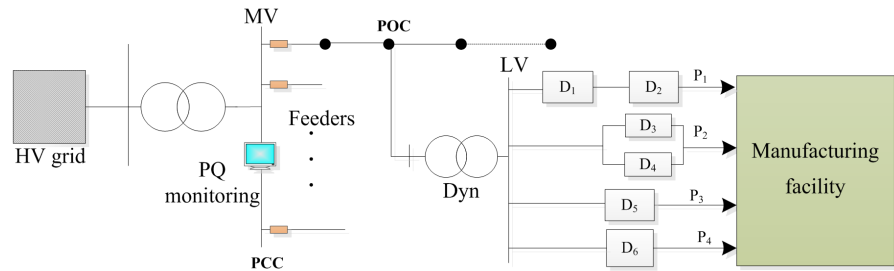 MV
POC
LV
HV grid
PQ
monitoring
Feeders
PCC
Dyn
D1
D2
P1
D3
D4
P2
D5
P3
D6
P4
Manufacturing
facility